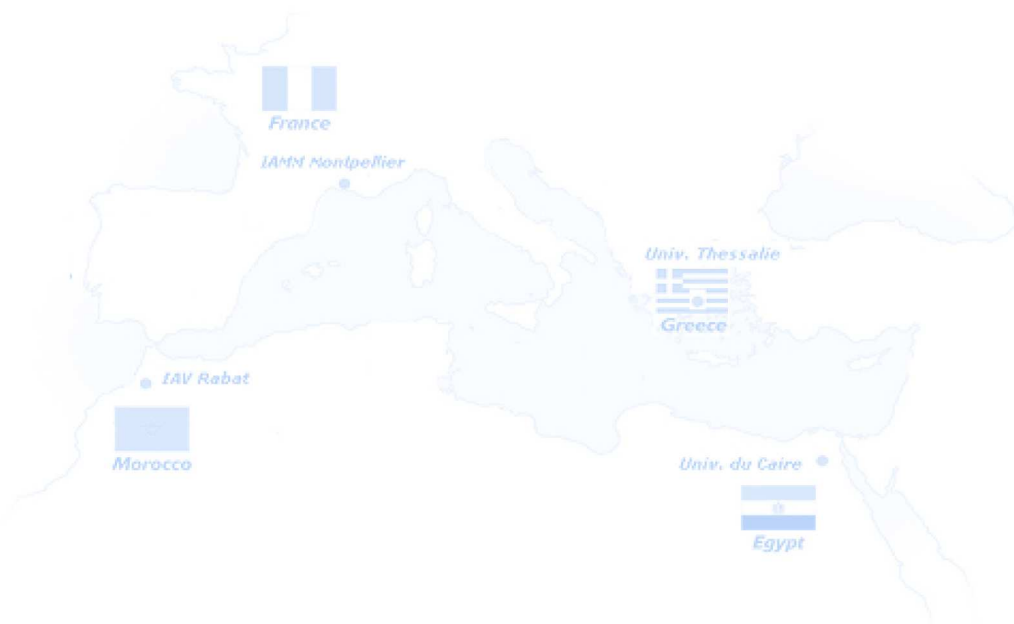 France
IAMM Montpellier
Univ. Thessalie
Greece
IAV Rabat
Morocco
Univ. du Caire
Egypt